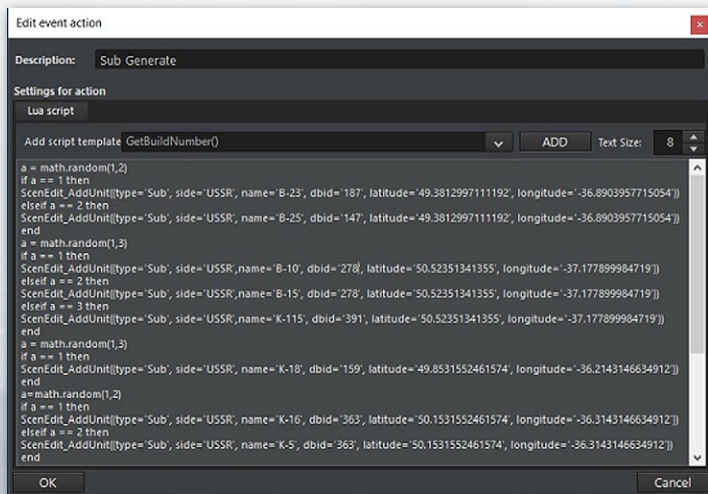 Edit event action
Description: Sub Generate
Settings for action
Lua script
Add script template GetBuildNumber() ADD Text Size: 8
a = math.random(1,2)
if a == 1 then
ScenEdit_AddUnit({type='Sub', side='USSR', name='B-23', dbid='187', latitude='49.3812997111192', longitude='-36.8903957715054'})
elseif a == 2 then
ScenEdit_AddUnit({type='Sub', side='USSR', name='B-25', dbid='147', latitude='49.3812997111192', longitude='-36.8903957715054'})
end
a = math.random(1,3)
if a == 1 then
ScenEdit_AddUnit({type='Sub', side='USSR',name='B-10', dbid='278', latitude='50.52351341355', longitude='-37.177899984719'})
elseif a == 2 then
ScenEdit_AddUnit({type='Sub', side='USSR', name='B-15', dbid='278', latitude='50.52351341355', longitude='-37.177899984719'})
elseif a == 3 then
ScenEdit_AddUnit({type='Sub', side='USSR',name='K-115', dbid='391', latitude='50.52351341355', longitude='-37.177899984719'})
end
a = math.random(1,3)
if a == 1 then
ScenEdit_AddUnit({type='Sub', side='USSR', name='K-18', dbid='159', latitude='49.8531552461574', longitude='-36.2143146634912'})
end
a=math.random(1,2)
if a == 1 then
ScenEdit_AddUnit({type='Sub', side='USSR', name='K-16', dbid='363', latitude='50.1531552461574', longitude='-36.3143146634912'})
elseif a == 2 then
ScenEdit_AddUnit({type='Sub', side='USSR', name='K-5', dbid='363', latitude='50.1531552461574', longitude='-36.3143146634912'})
end
OK Cancel